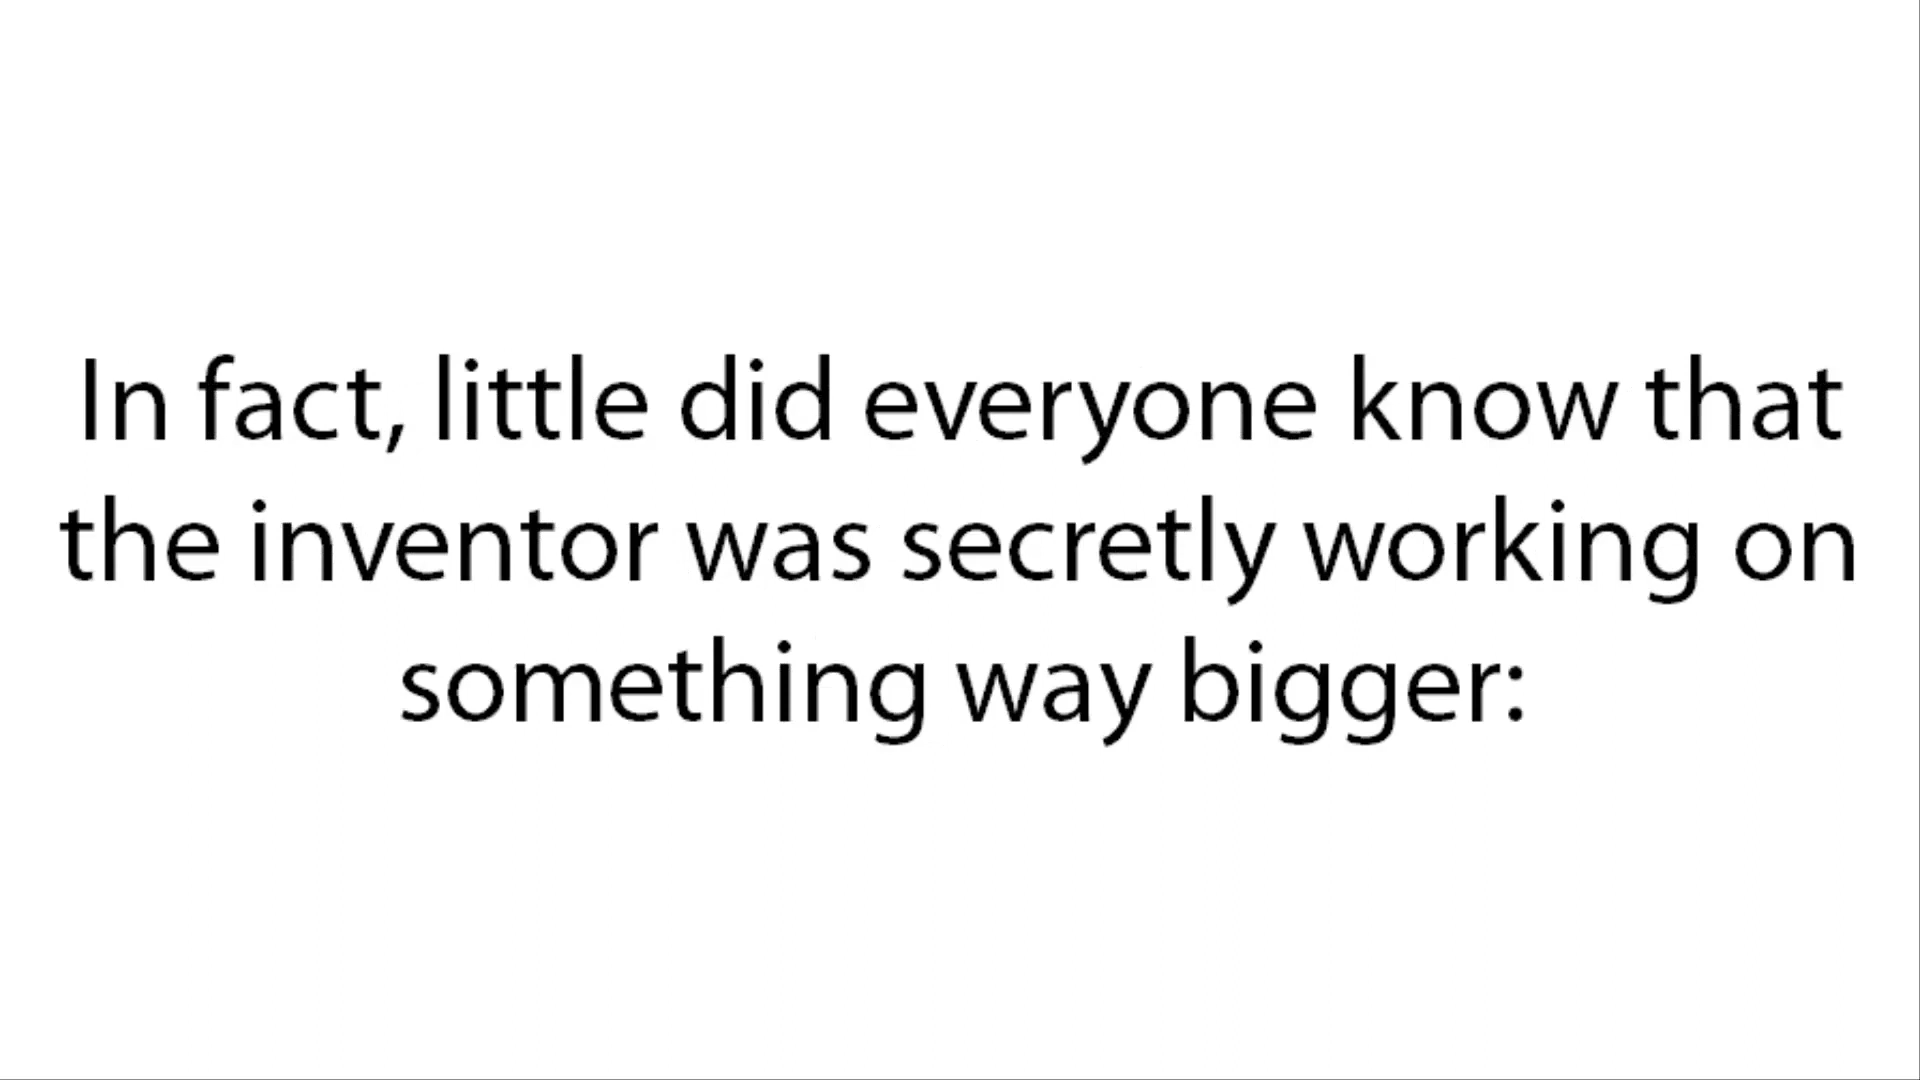 In fact, little did everyone know that
the inventor was secretly working on
something way bigger: